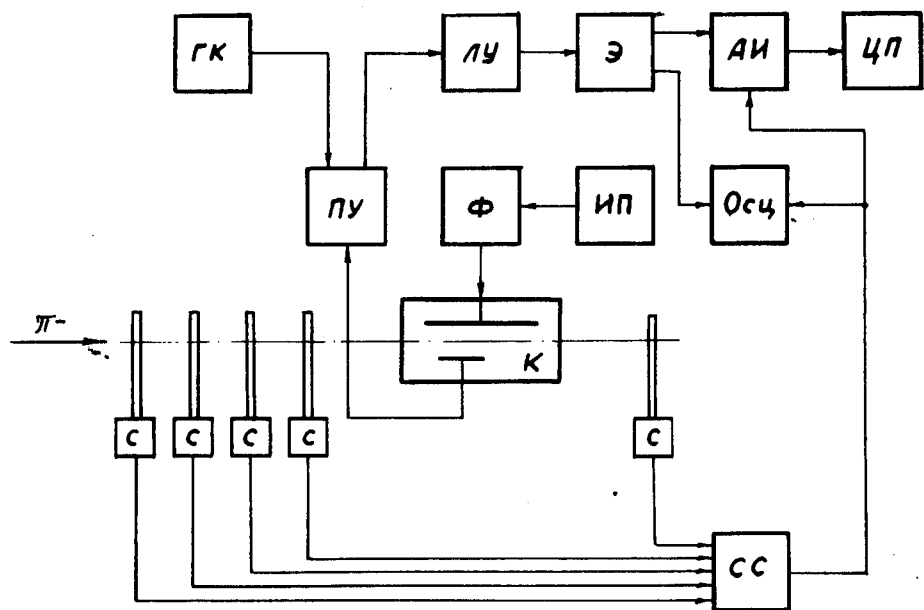 ГК ЛУ Э АИ ЦП
ПУ Ф ИП Осц
π-
К
С С С С С
СС